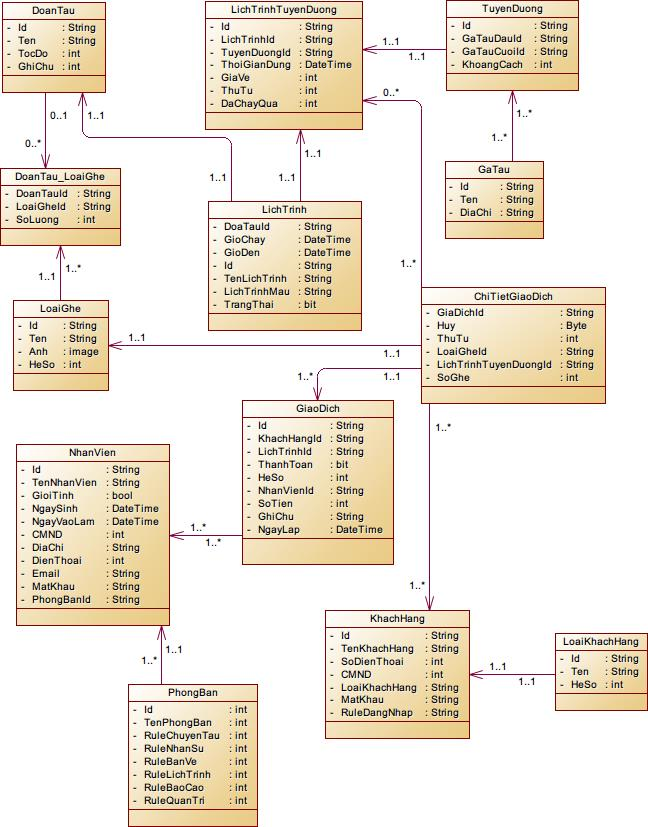 DoanTau
- Id : String
- Ten : String
- TocDo : int
- GhiChu : int
LichTrinhTuyenDuong
- Id : String
- LichTrinhId : String
- TuyenDuongId : String
- ThoiGianDung : DateTime
- GiaVe : int
- ThuTu : int
- DaChayQua : int
TuyenDuong
- Id : String
- GaTauDauId : String
- GaTauCuoiId : String
- KhoangCach : int
1..1
1..1
0..1
0..*
1..1
1..1
0..*
1..1
1..1
1..*
1..*
DoanTau_LoaiGhe
- DoanTauId : String
- LoaiGheId : String
- SoLuong : int
GaTau
- Id : String
- Ten : String
- DiaChi : String
LichTrinh
- DoaTauId : String
- GioChay : DateTime
- GioDen : DateTime
- Id : String
- TenLichTrinh : String
- LichTrinhMau : String
- TrangThai : bit
1..1
1..*
1..*
LoaiGhe
- Id : String
- Ten : String
- Anh : image
- HeSo : int
ChiTietGiaoDich
- GiaDichId : String
- Huy : Byte
- ThuTu : int
- LoaiGheId : String
- LichTrinhTuyenDuongId : String
- SoGhe : int
1..1
1..1
1..*
1..1
1..*
GiaoDich
- Id : String
- KhachHangId : String
- LichTrinhId : String
- ThanhToan : bit
- HeSo : int
- NhanVienId : String
- SoTien : int
- GhiChu : String
- NgayLap : DateTime
NhanVien
- Id : String
- TenNhanVien : String
- GioiTinh : bool
- NgaySinh : DateTime
- NgayVaoLam : DateTime
- CMND : int
- DiaChi : String
- DienThoai : int
- Email : String
- MatKhau : String
- PhongBanId : String
1..*
1..*
1..*
KhachHang
- Id : String
- TenKhachHang : String
- SoDienThoai : int
- CMND : int
- LoaiKhachHang : String
- MatKhau : String
- RuleDangNhap : String
LoaiKhachHang
- Id : String
- Ten : String
- HeSo : int
1..1
1..1
1..1
1..*
PhongBan
- Id : int
- TenPhongBan : int
- RuleChuyenTau : int
- RuleNhanSu : int
- RuleBanVe : int
- RuleLichTrinh : int
- RuleBaoCao : int
- RuleQuanTri : int